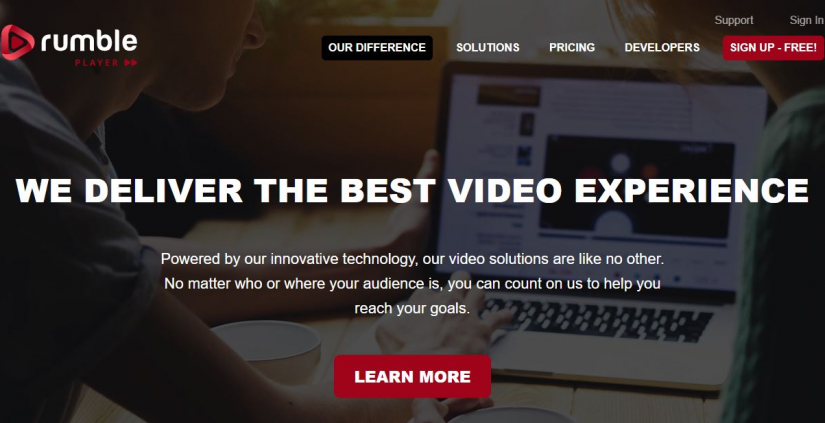 Support Sign In
rumble
PLAYER
OUR DIFFERENCE SOLUTIONS PRICING DEVELOPERS SIGN UP - FREE!
WE DELIVER THE BEST VIDEO EXPERIENCE
Powered by our innovative technology, our video solutions are like no other.
No matter who or where your audience is, you can count on us to help you
reach your goals.
LEARN MORE